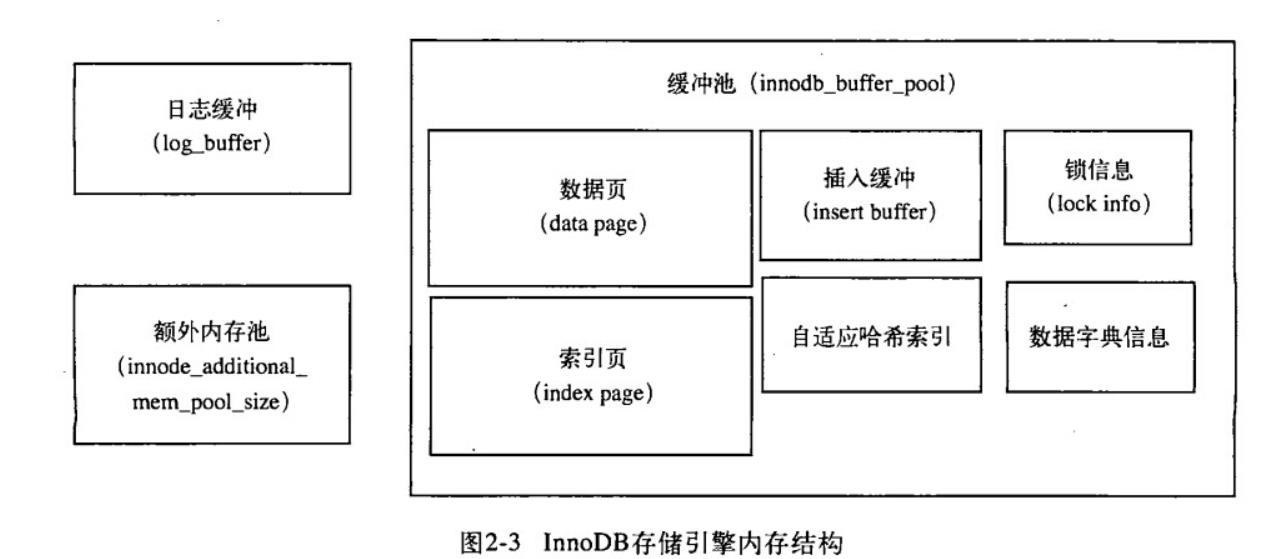 日志缓冲
(log_buffer)
额外内存池
(innode_additional_
mem_pool_size)
缓冲池（innodb_buffer_pool）
数据页
(data page)
索引页
(index page)
插入缓冲
(insert buffer)
自适应哈希索引
锁信息
(lock info)
数据字典信息
图2-3 InnoDB存储引擎内存结构